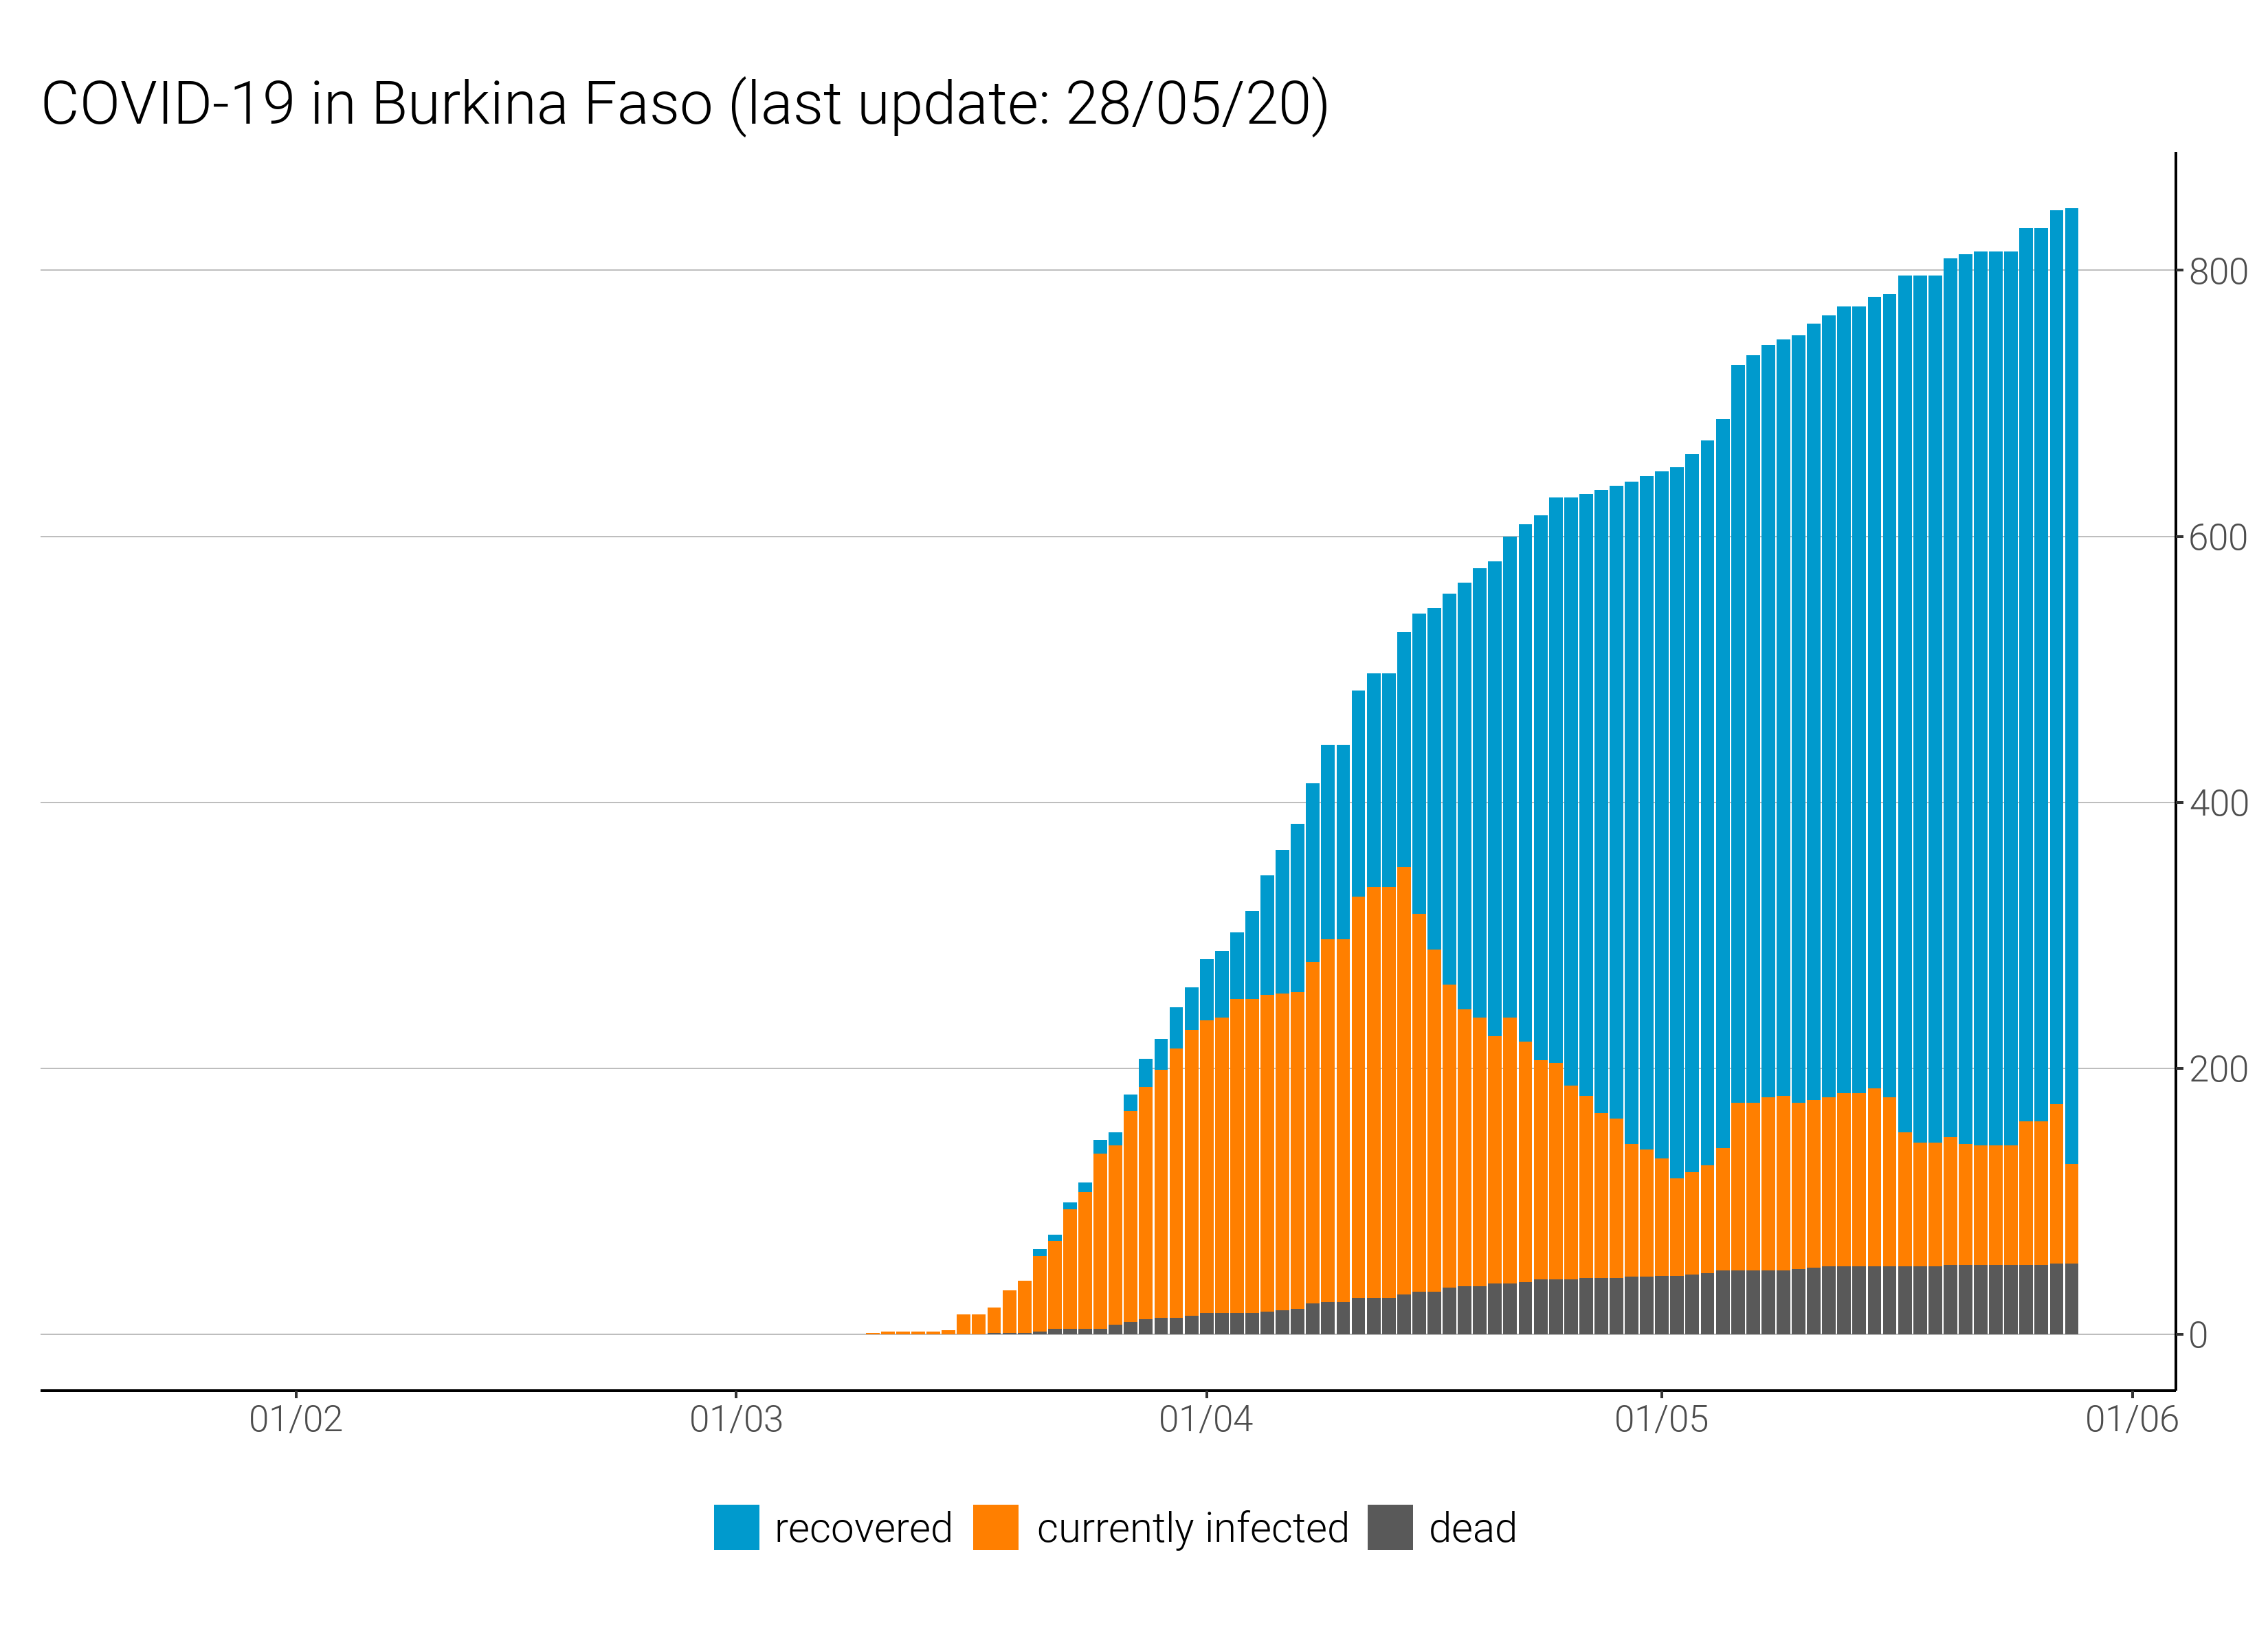 COVID-19 in Burkina Faso (last update: 28/05/20)
800
600
400
200
0
01/02 01/03 01/04 01/05 01/06
recovered currently infected dead